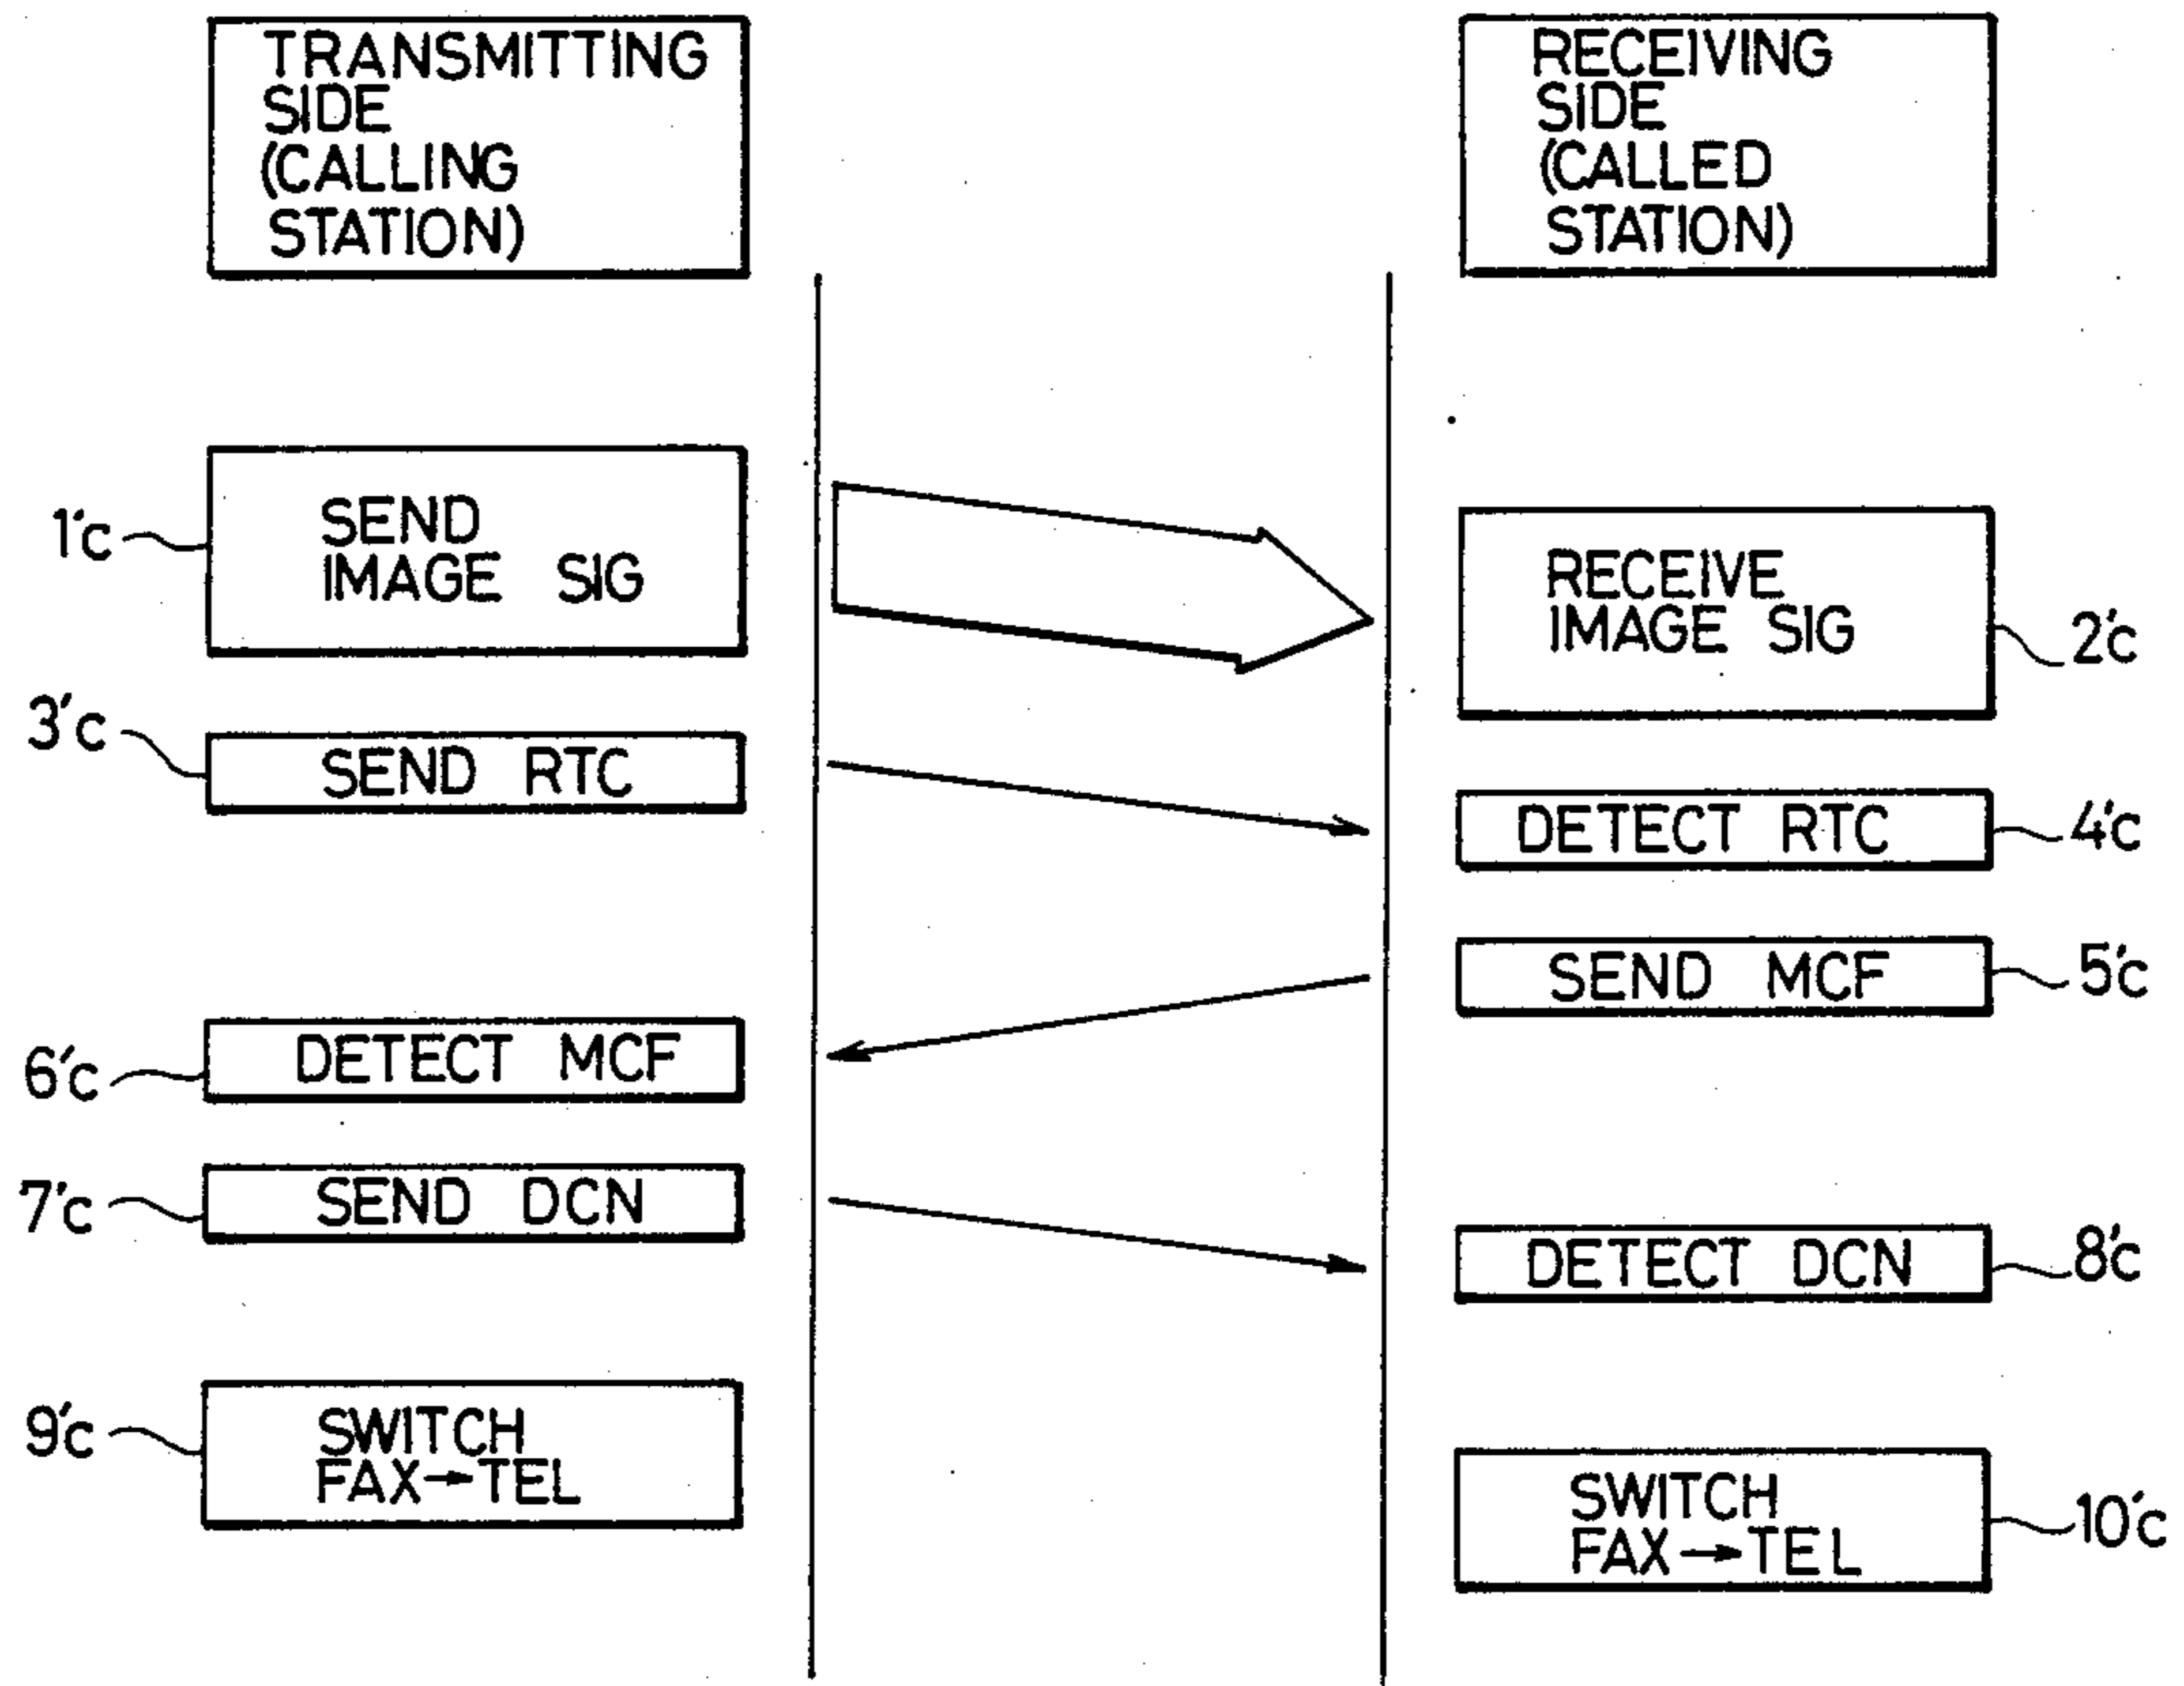 TRANSMITTING
SIDE
(CALLING
STATION)
RECEIVING
SIDE
(CALLED
STATION)
1'c
SEND
IMAGE SIG
RECEIVE
IMAGE SIG
2'c
3'c
SEND RTC
DETECT RTC
4'c
SEND MCF
5'c
6'c
DETECT MCF
7'c
SEND DCN
DETECT DCN
8'c
9'c
SWITCH
FAX→TEL
SWITCH
FAX→TEL
10'c